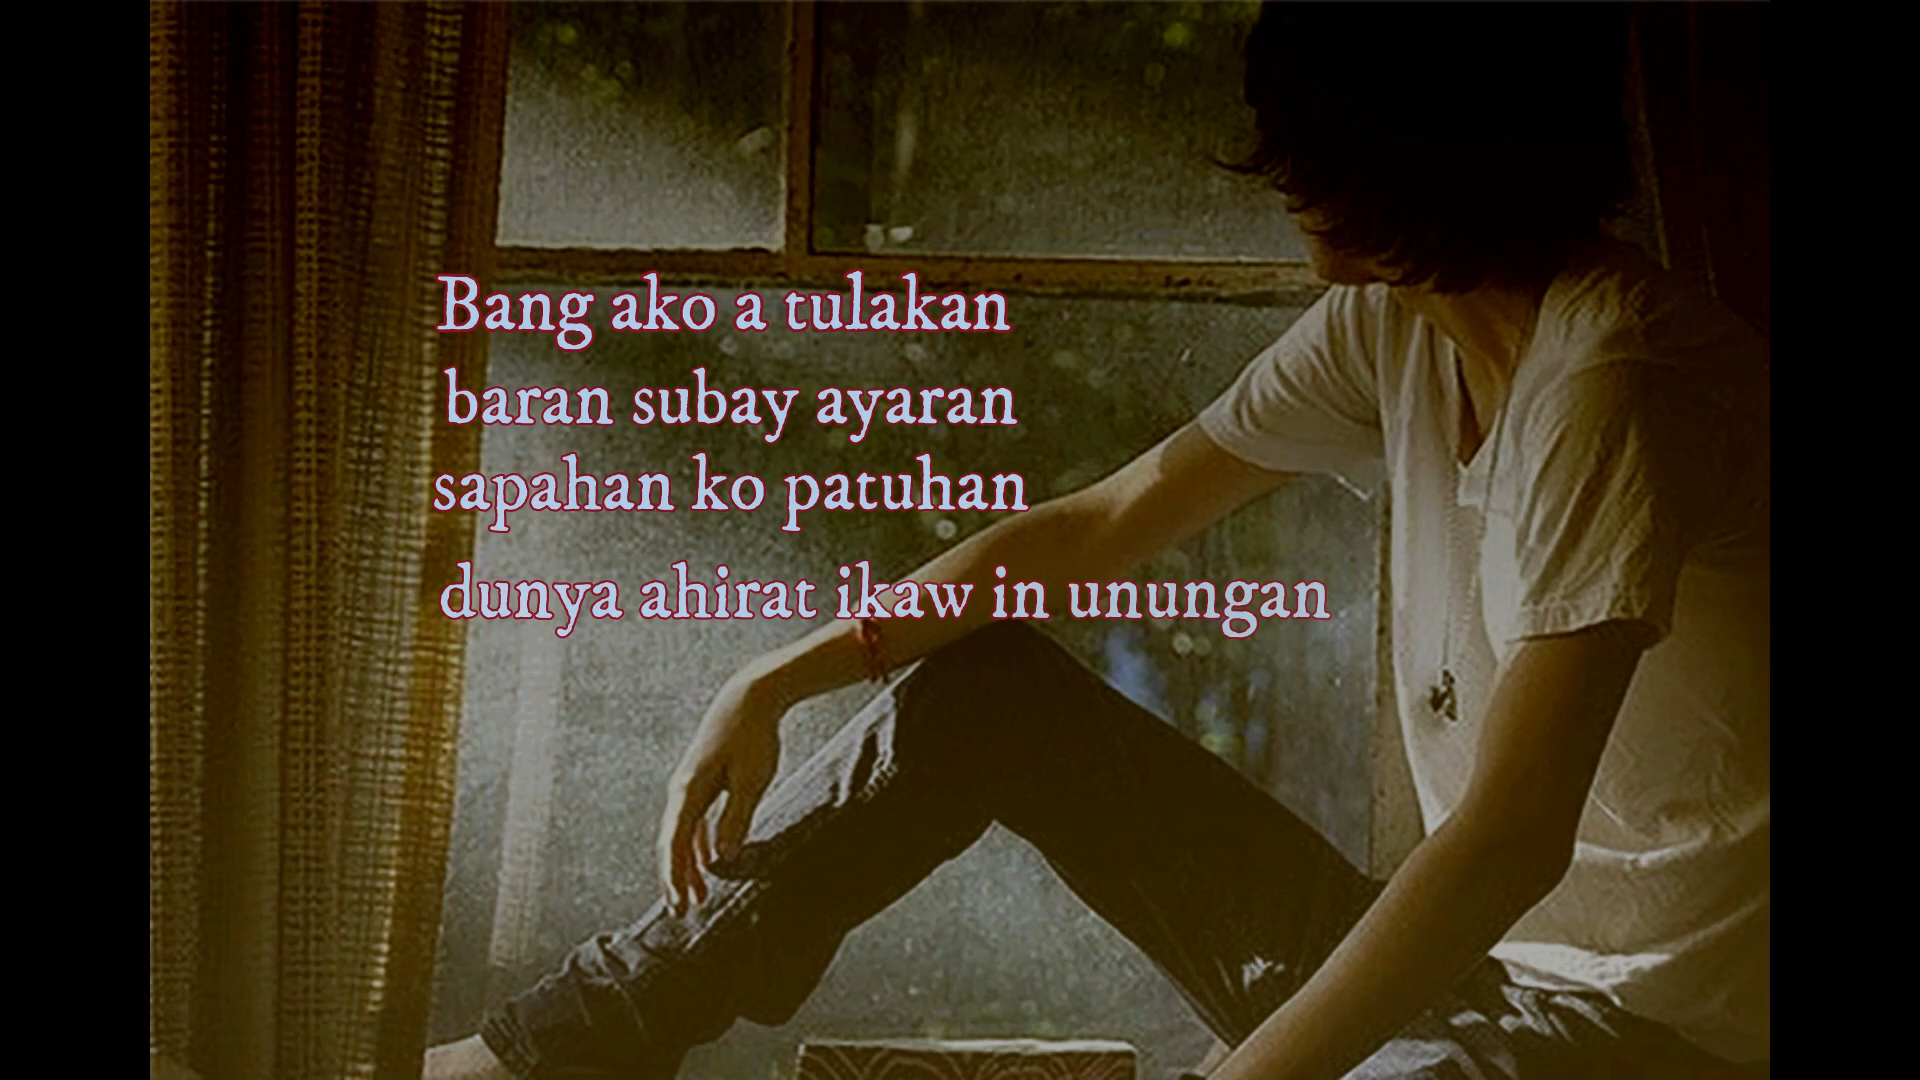 Bang ako a tulakan
baran subay ayaran
sapahan ko patuhan
dunya ahirat ikaw in unungan